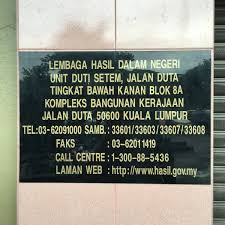 LEMBAGA HASIL DALAM NEGERI
UNIT DUTI SETEM, JALAN DUTA
TINGKAT BAWAH KANAN BLOK 8A
KOMPLEKS BANGUNAN KERAJAAN
JALAN DUTA 50600 KUALA LUMPUR
TEL:03-62091000 SAMB.: 33601/33603/33607/33608
FAKS : 03-62011419
CALL CENTRE : 1-300-88-5436
LAMAN WEB : http://www.hasil.gov.my